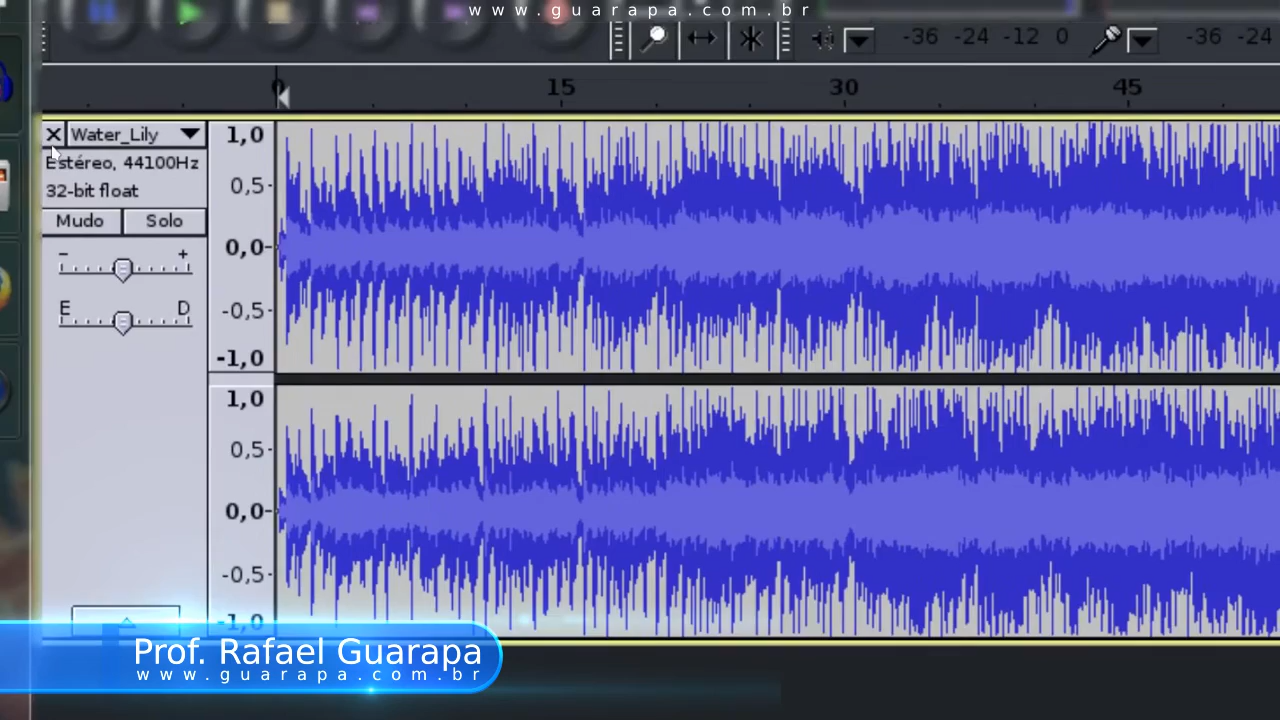 www.guarapa.com.br
-36 -24 -12 0
-36 -24
0 15 30 45
Water_Lily
Estéreo, 44100Hz
32-bit float
Mudo Solo
- +
E D
1,0
0,5
0,0
-0,5
-1,0
1,0
0,5
0,0
-0,5
-1,0
Prof. Rafael Guarapa
www.guarapa.com.br